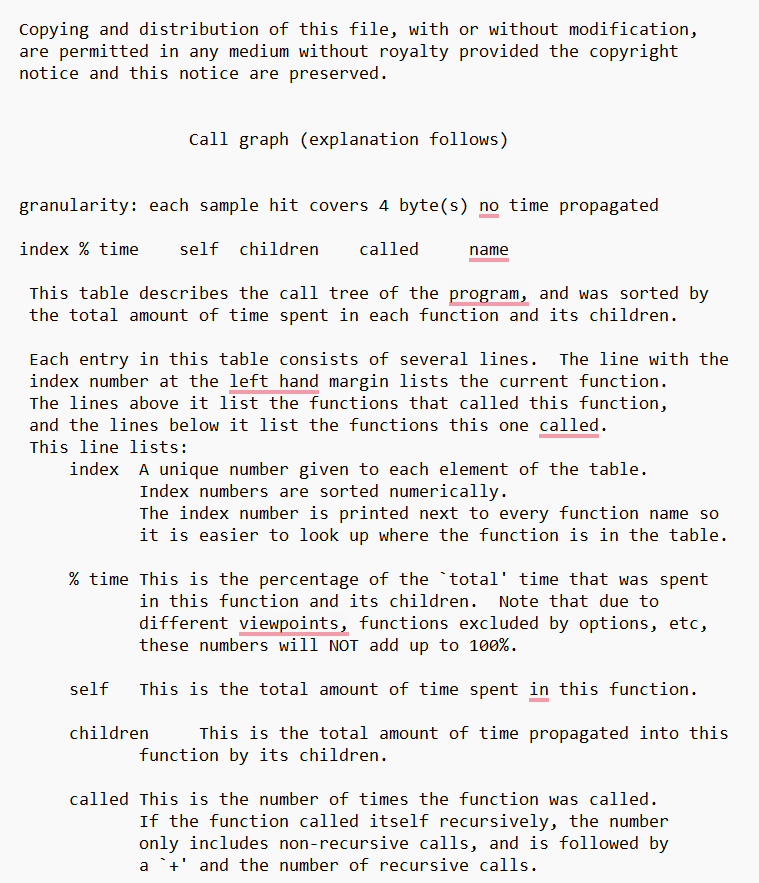 Copying and distribution of this file, with or without modification,
are permitted in any medium without royalty provided the copyright
notice and this notice are preserved.
Call graph (explanation follows)
granularity: each sample hit covers 4 byte(s) no time propagated
index % time    self  children    called     name
This table describes the call tree of the program, and was sorted by
the total amount of time spent in each function and its children.
Each entry in this table consists of several lines.  The line with the
index number at the left hand margin lists the current function.
The lines above it list the functions that called this function,
and the lines below it list the functions this one called.
This line lists:
index  A unique number given to each element of the table.
Index numbers are sorted numerically.
The index number is printed next to every function name so
it is easier to look up where the function is in the table.
% time This is the percentage of the `total' time that was spent
in this function and its children.  Note that due to
different viewpoints, functions excluded by options, etc,
these numbers will NOT add up to 100%.
self   This is the total amount of time spent in this function.
children     This is the total amount of time propagated into this
function by its children.
called This is the number of times the function was called.
If the function called itself recursively, the number
only includes non-recursive calls, and is followed by
a `+' and the number of recursive calls.